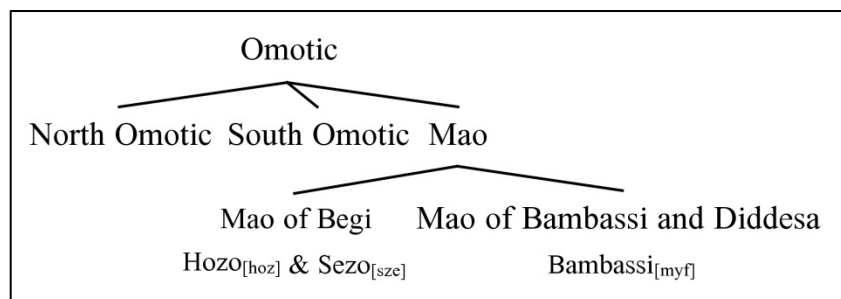 Omotic
North Omotic South Omotic Mao
Mao of Begi Mao of Bambassi and Diddesa
Hozo[hoz] & Sezo[sze] Bambassi[myf]